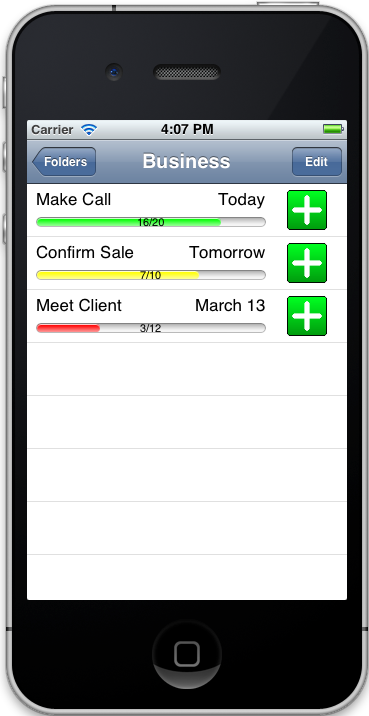 Carrier 4:07 PM
Folders Business Edit
Make Call Today
16/20
Confirm Sale Tomorrow
7/10
Meet Client March 13
3/12